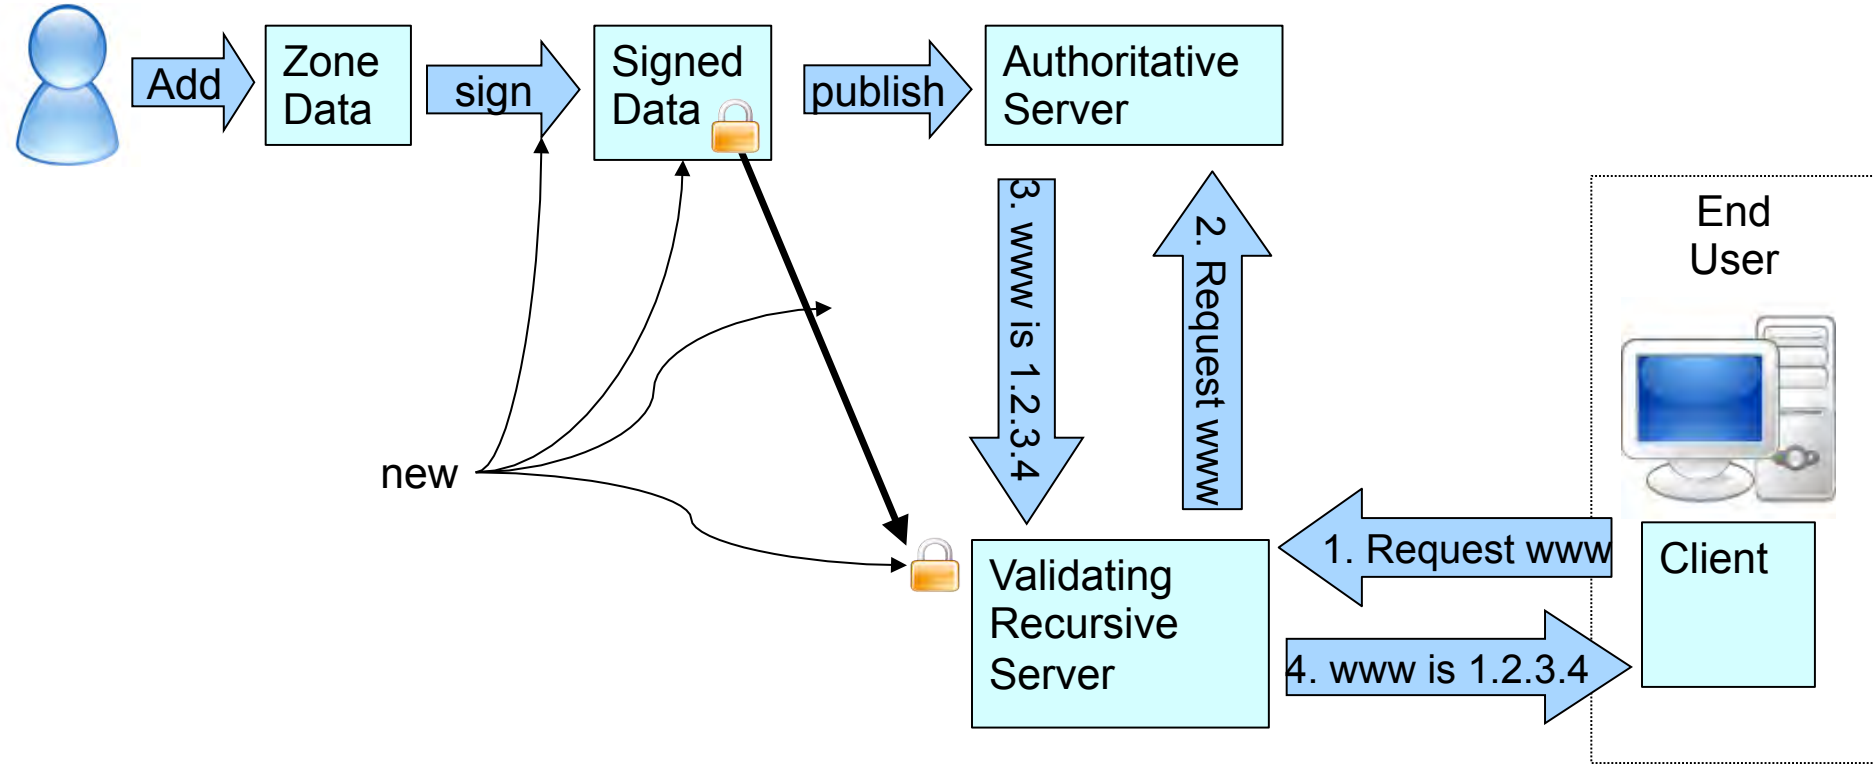 Add
Zone
Data
sign
Signed
Data
publish
Authoritative
Server
3. www is 1.2.3.4
2. Request www
End
User
new
1. Request www
Client
Validating
Recursive
Server
4. www is 1.2.3.4